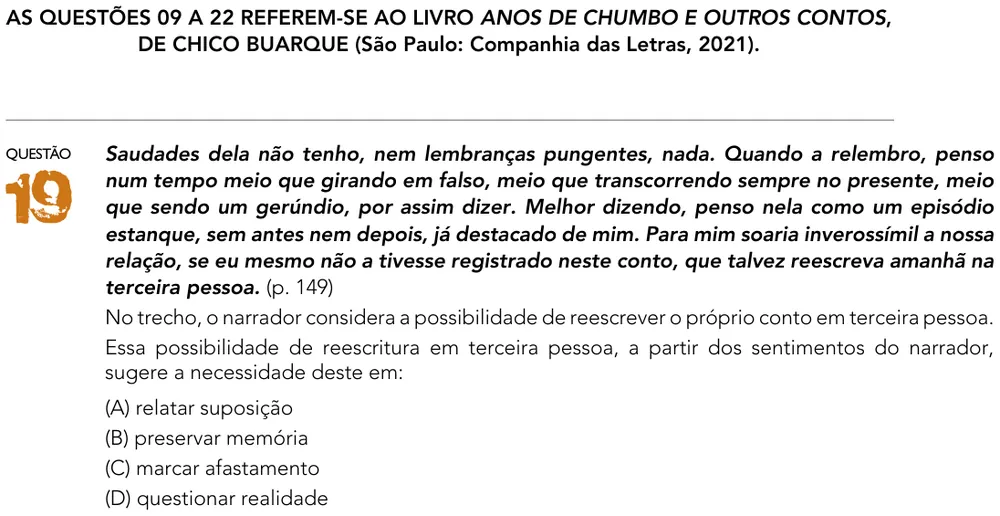 AS QUESTÕES 09 A 22 REFEREM-SE AO LIVRO ANOS DE CHUMBO E OUTROS CONTOS,
DE CHICO BUARQUE (São Paulo: Companhia das Letras, 2021).
QUESTÃO
19
Saudades dela não tenho, nem lembranças pungentes, nada. Quando a relembro, penso
num tempo meio que girando em falso, meio que transcorrendo sempre no presente, meio
que sendo um gerúndio, por assim dizer. Melhor dizendo, penso nela como um episódio
estanque, sem antes nem depois, já destacado de mim. Para mim soaria inverossímil a nossa
relação, se eu mesmo não a tivesse registrado neste conto, que talvez reescreva amanhã na
terceira pessoa. (p. 149)
No trecho, o narrador considera a possibilidade de reescrever o próprio conto em terceira pessoa.
Essa possibilidade de reescritura em terceira pessoa, a partir dos sentimentos do narrador,
sugere a necessidade deste em:
(A) relatar suposição
(B) preservar memória
(C) marcar afastamento
(D) questionar realidade